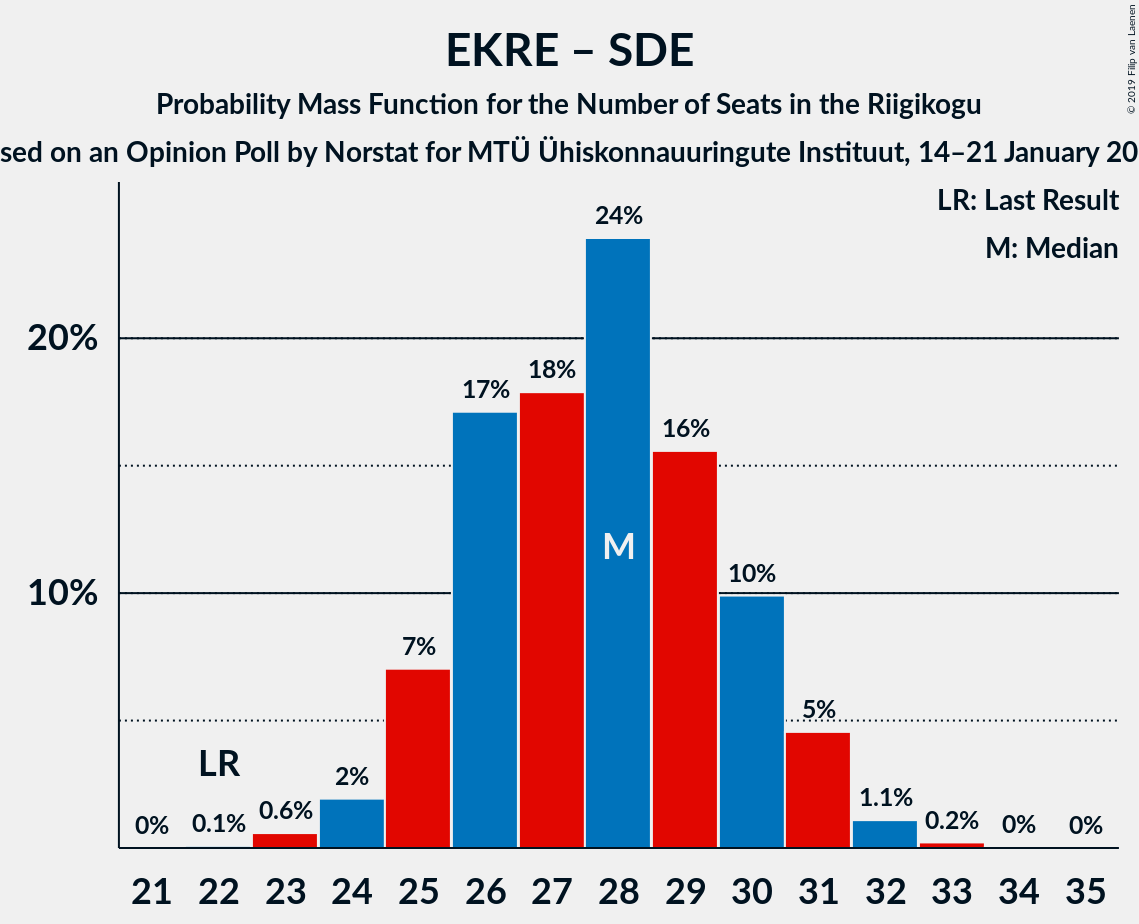 EKRE – SDE
Probability Mass Function for the Number of Seats in the Riigikogu
sed on an Opinion Poll by Norstat for MTÜ Ühiskonnauuringute Instituut, 14–21 January 20
© 2019 Filip van Laenen
LR: Last Result
M: Median
20%
10%
0%
0.1%
0.6%
2%
7%
17%
18%
24%
16%
10%
5%
1.1%
0.2%
0%
0%
LR
M
21 22 23 24 25 26 27 28 29 30 31 32 33 34 35